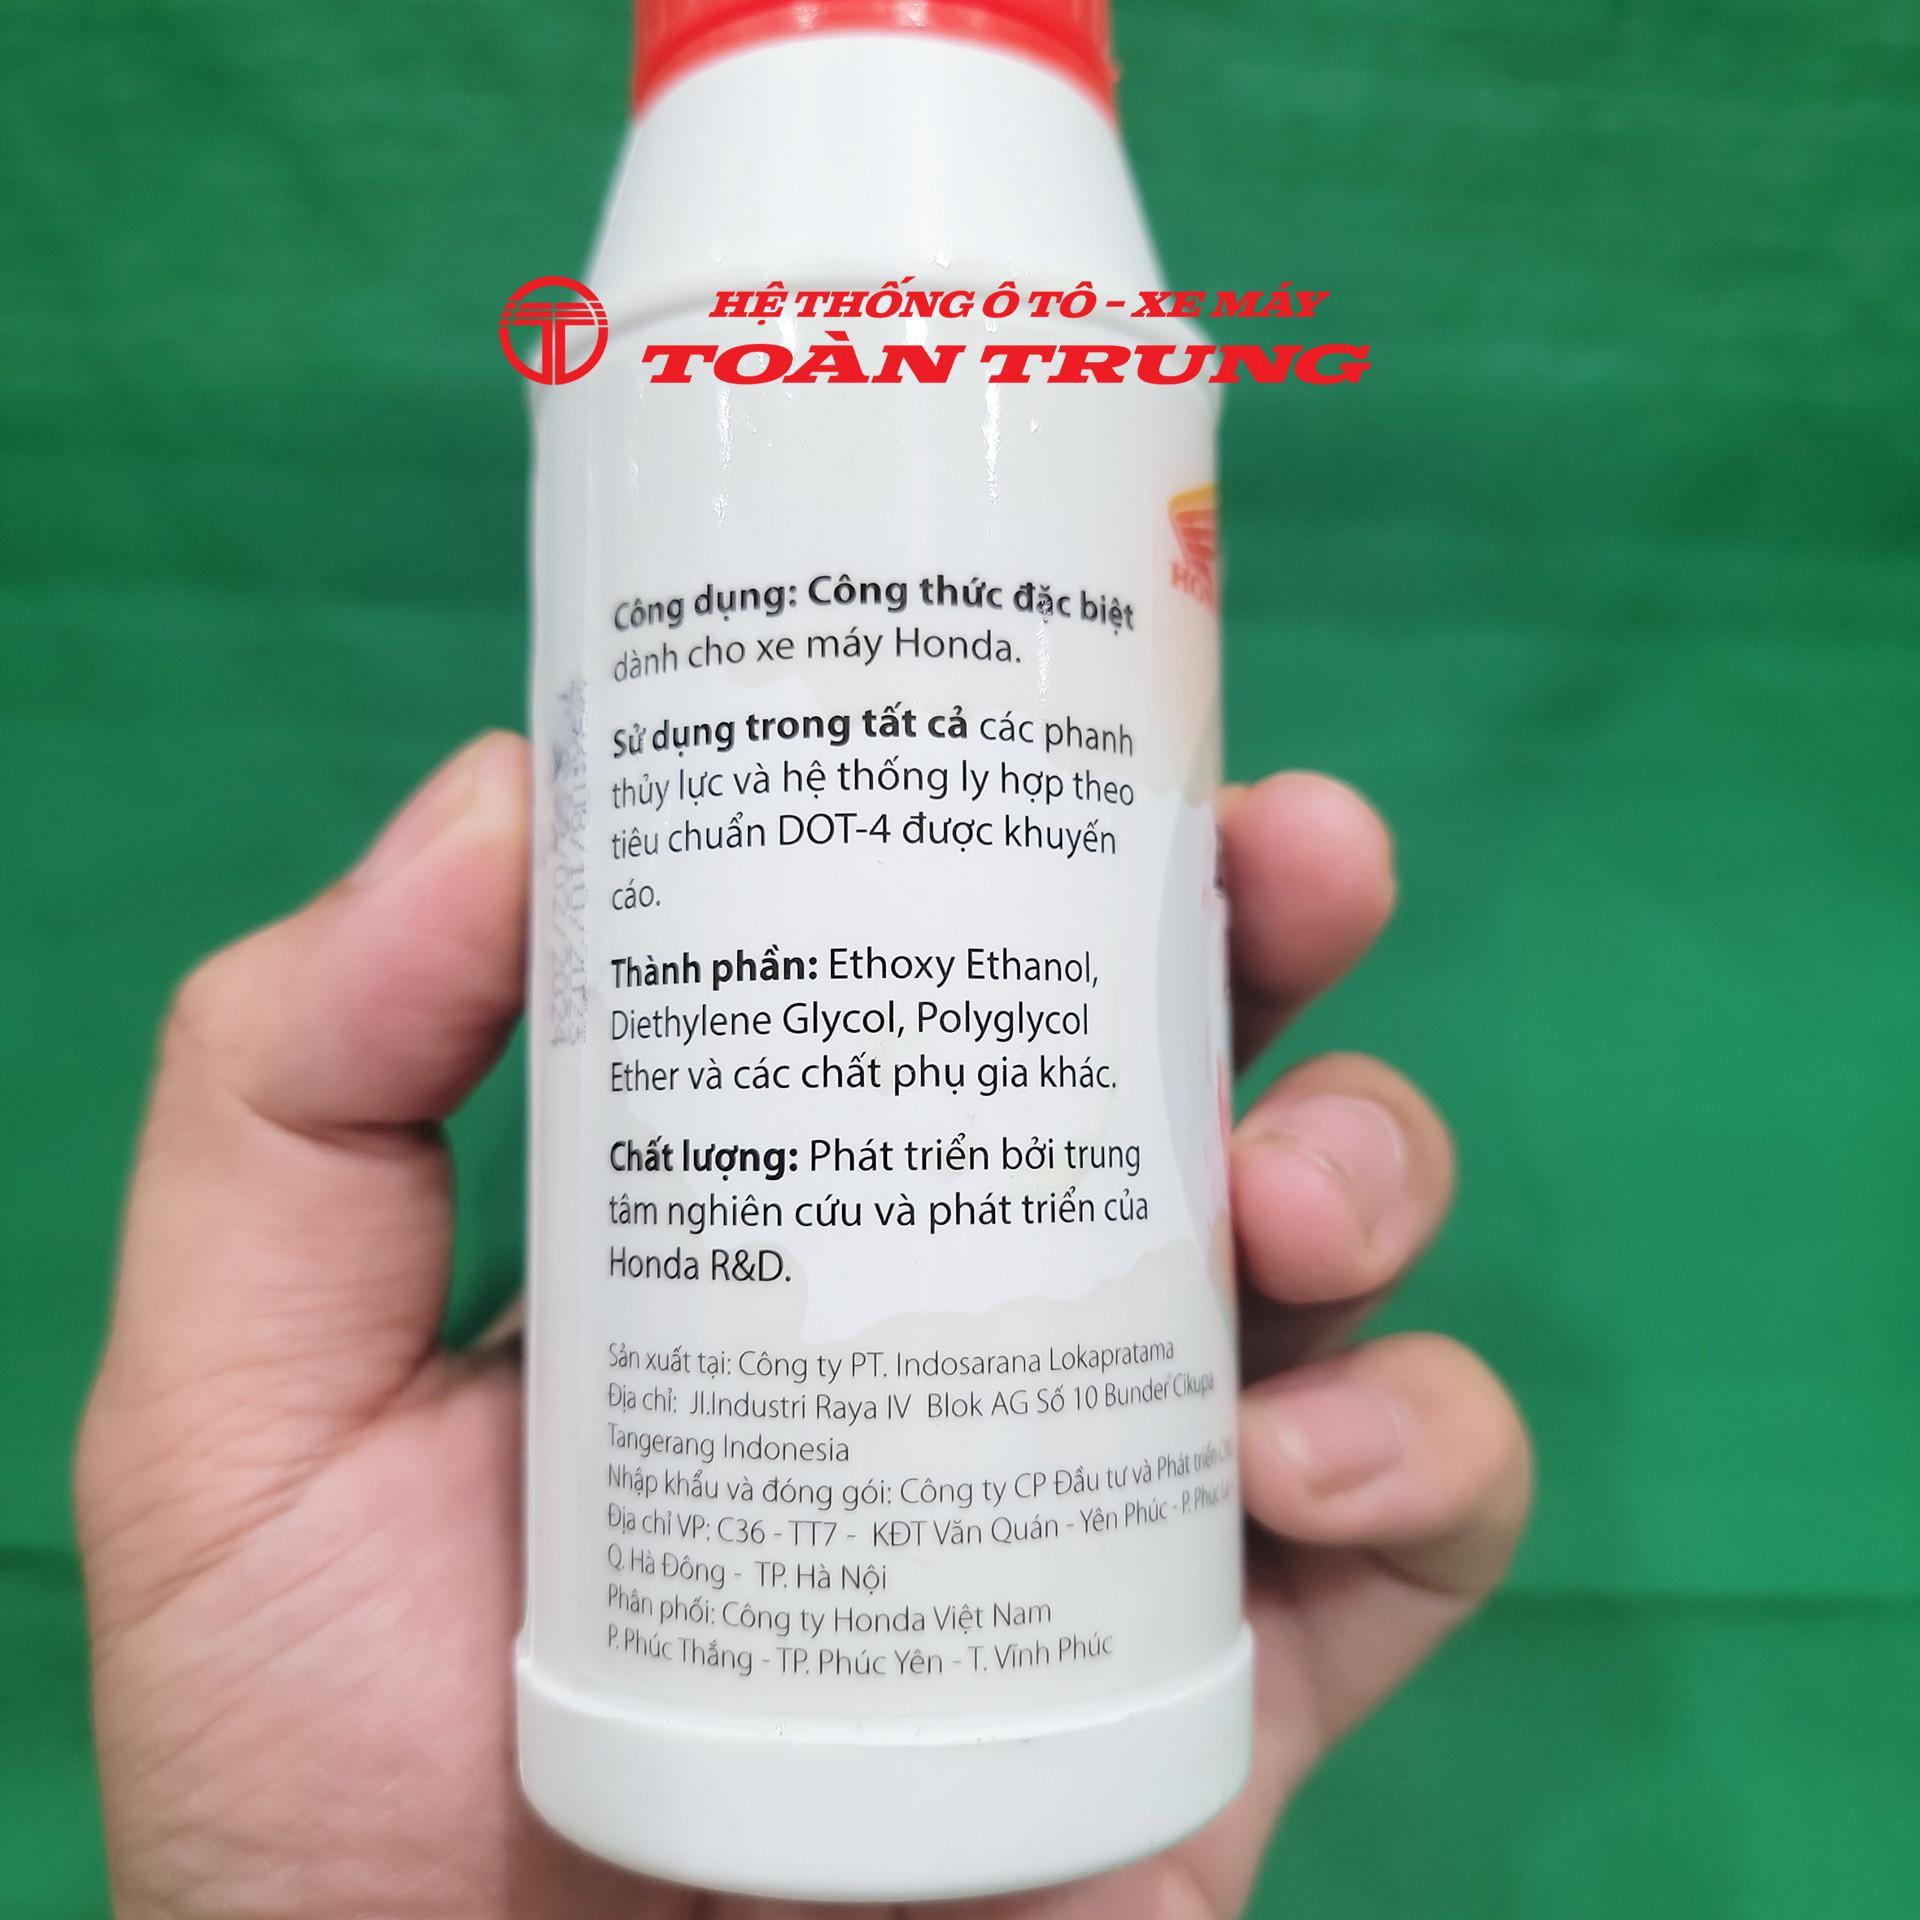 HỆ THỐNG Ô TÔ - XE MÁY
TOÀN TRUNG
Công dụng: Công thức đặc biệt
dành cho xe máy Honda.
Sử dụng trong tất cả các phanh
thủy lực và hệ thống ly hợp theo
tiêu chuẩn DOT-4 được khuyến
cáo.
Thành phần: Ethoxy Ethanol,
Diethylene Glycol, Polyglycol
Ether và các chất phụ gia khác.
Chất lượng: Phát triển bởi trung
tâm nghiên cứu và phát triển của
Honda R&D.
Sản xuất tại: Công ty PT. Indosarana Lokapratama
Địa chỉ: Jl.Industri Raya IV Blok AG Số 10 Bunder Cikupa
Tangerang Indonesia
Nhập khẩu và đóng gói: Công ty CP Đầu tư và Phát triển
Địa chỉ VP: C36 - TT7 - KĐT Văn Quán - Yên Phúc - P. Phúc
Q. Hà Đông - TP. Hà Nội
Phân phối: Công ty Honda Việt Nam
P. Phúc Thắng - TP. Phúc Yên - T. Vĩnh Phúc